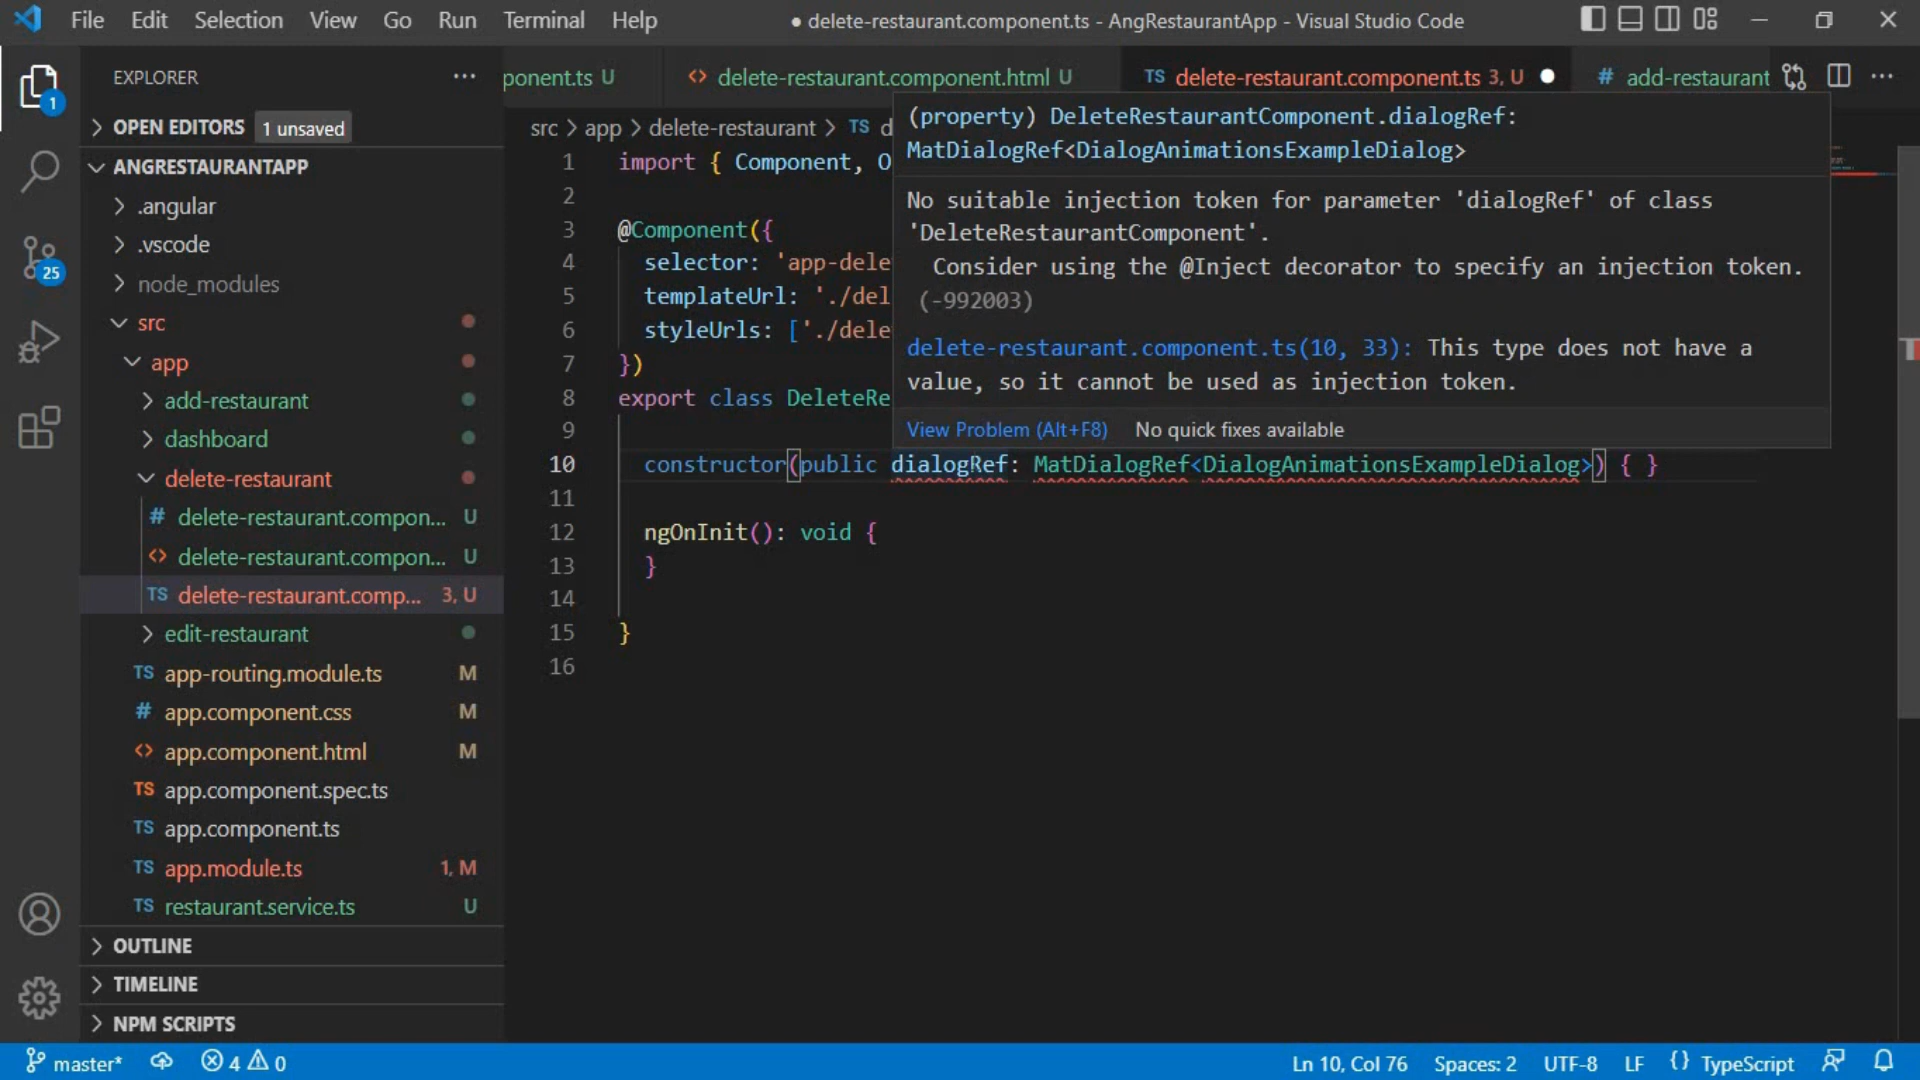 File Edit Selection View Go Run Terminal Help
● delete-restaurant.component.ts - AngRestaurantApp - Visual Studio Code
EXPLORER
ponent.ts U
<> delete-restaurant.component.html U
TS delete-restaurant.component.ts 3, U
# add-restaurant
OPEN EDITORS 1 unsaved
src > app > delete-restaurant > TS d
ANGRESTAURANTAPP
.angular
.vscode
node_modules
src
app
add-restaurant
dashboard
delete-restaurant
# delete-restaurant.compon... U
<> delete-restaurant.compon... U
TS delete-restaurant.comp... 3, U
edit-restaurant
TS app-routing.module.ts M
# app.component.css M
<> app.component.html M
TS app.component.spec.ts
TS app.component.ts
TS app.module.ts 1, M
TS restaurant.service.ts U
OUTLINE
TIMELINE
NPM SCRIPTS
1
25
(property) DeleteRestaurantComponent.dialogRef:
MatDialogRef<DialogAnimationsExampleDialog>
No suitable injection token for parameter 'dialogRef' of class
'DeleteRestaurantComponent'.
Consider using the @Inject decorator to specify an injection token.
(-992003)
delete-restaurant.component.ts(10, 33): This type does not have a
value, so it cannot be used as injection token.
View Problem (Alt+F8) No quick fixes available
1 import { Component, O
2
3 @Component({
4 selector: 'app-dele
5 templateUrl: './del
6 styleUrls: ['./dele
7 })
8 export class DeleteRe
9
10 constructor(public dialogRef: MatDialogRef<DialogAnimationsExampleDialog>) { }
11
12 ngOnInit(): void {
13 }
14
15 }
16
master* 4 0
Ln 10, Col 76 Spaces: 2 UTF-8 LF {} TypeScript